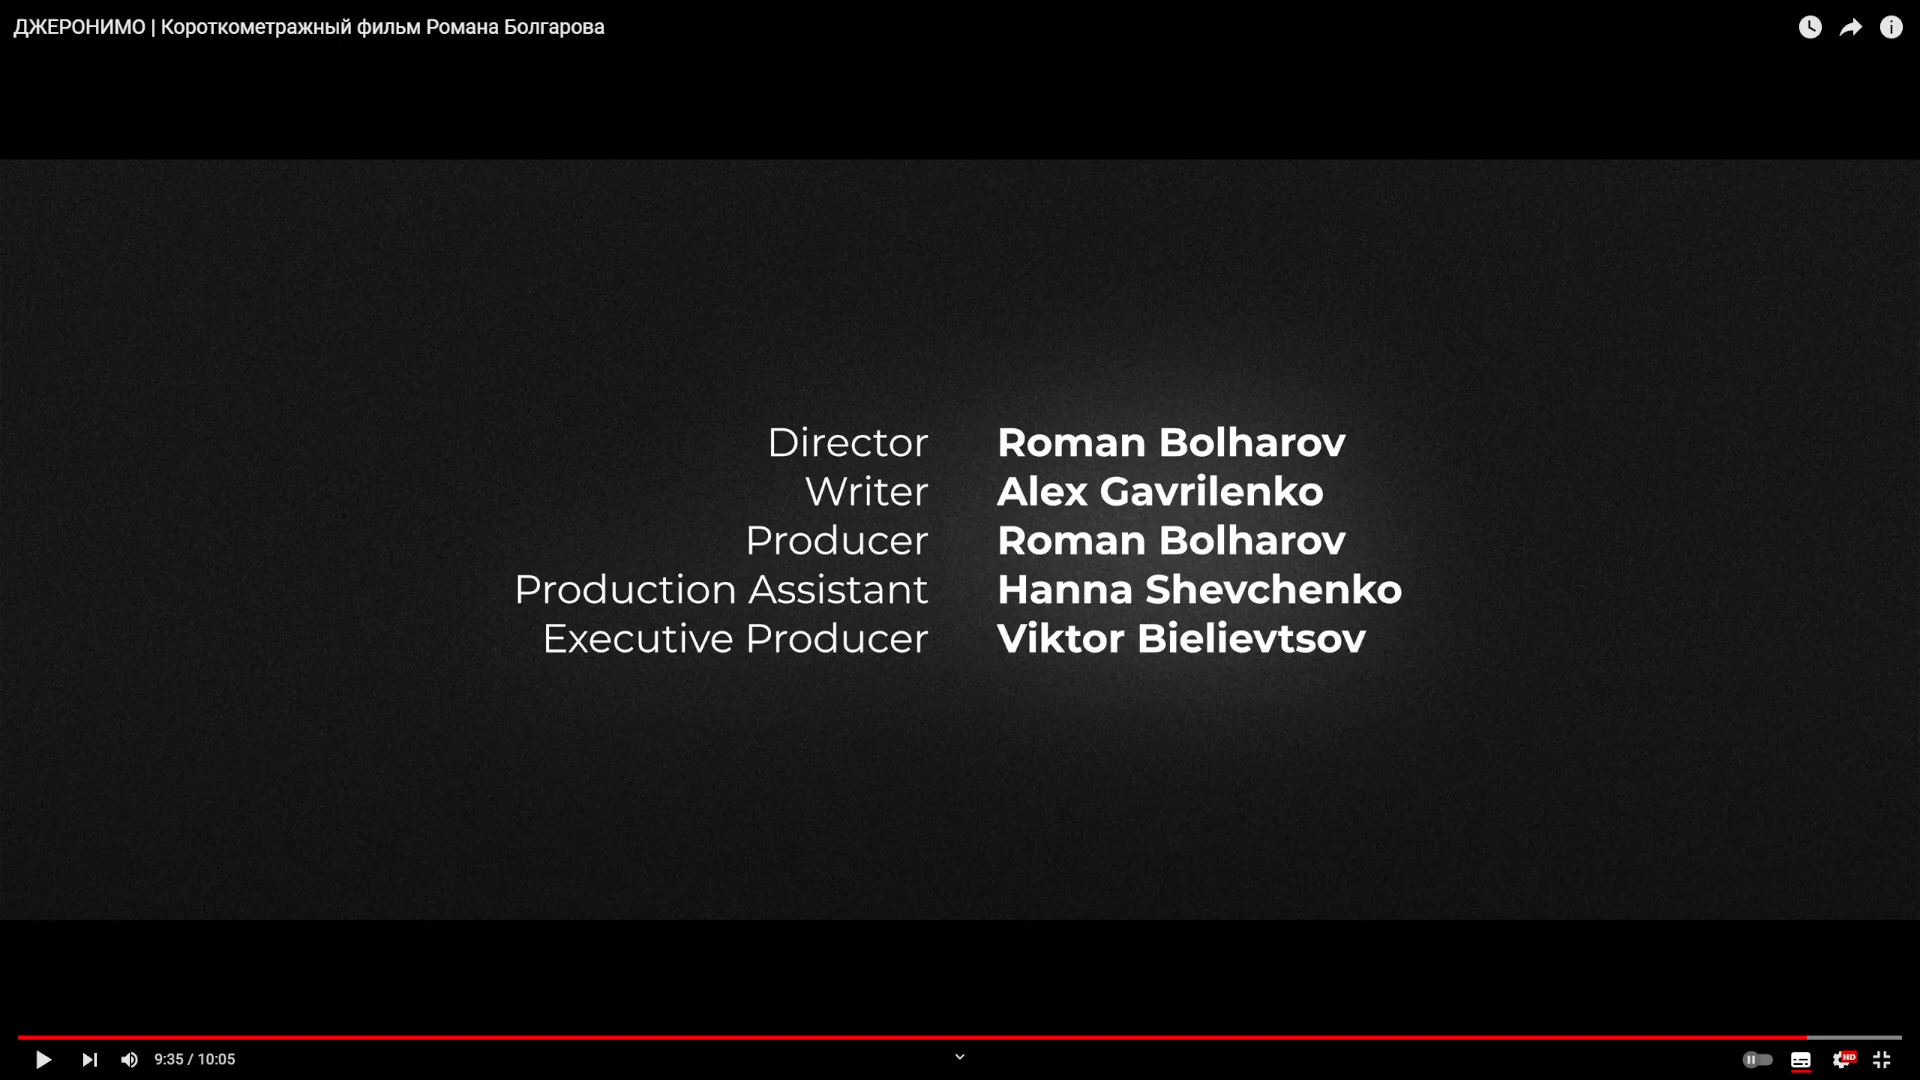 ДЖЕРОНИМО | Короткометражный фильм Романа Болгарова
Director Roman Bolharov
Writer Alex Gavrilenko
Producer Roman Bolharov
Production Assistant Hanna Shevchenko
Executive Producer Viktor Bielievtsov
9:35 / 10:05
HD